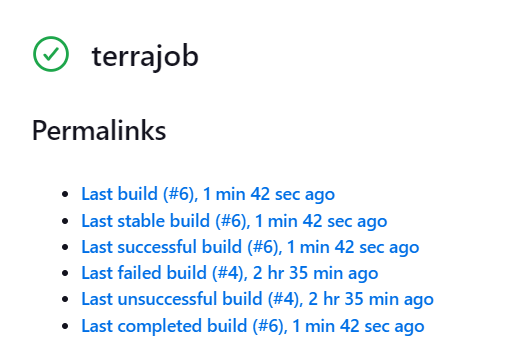 terrajob
Permalinks
Last build (#6), 1 min 42 sec ago
Last stable build (#6), 1 min 42 sec ago
Last successful build (#6), 1 min 42 sec ago
Last failed build (#4), 2 hr 35 min ago
Last unsuccessful build (#4), 2 hr 35 min ago
Last completed build (#6), 1 min 42 sec ago